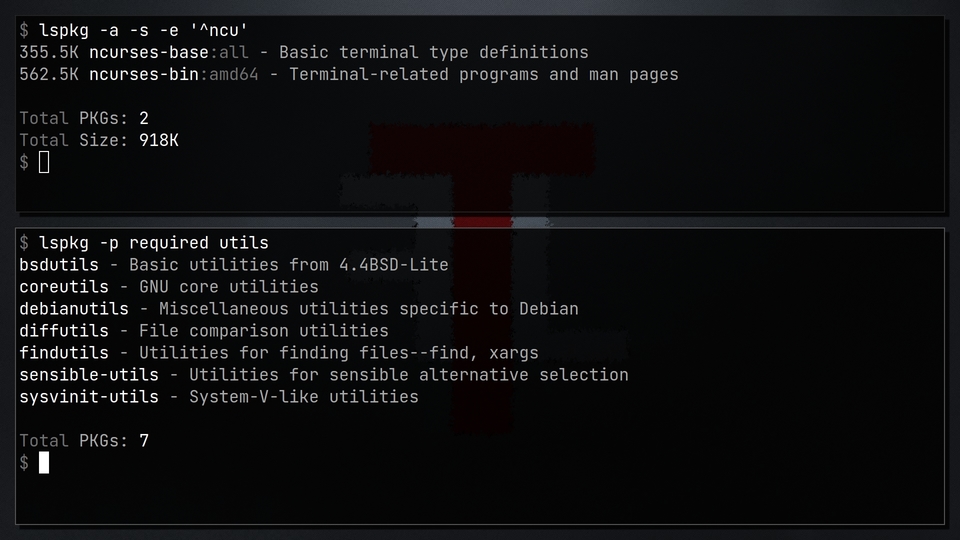 $ lspkg -a -s -e '^ncu'
355.5K ncurses-base:all - Basic terminal type definitions
562.5K ncurses-bin:amd64 - Terminal-related programs and man pages
Total PKGs: 2
Total Size: 918K
$
$ lspkg -p required utils
bsdutils - Basic utilities from 4.4BSD-Lite
coreutils - GNU core utilities
debianutils - Miscellaneous utilities specific to Debian
diffutils - File comparison utilities
findutils - Utilities for finding files--find, xargs
sensible-utils - Utilities for sensible alternative selection
sysvinit-utils - System-V-like utilities
Total PKGs: 7
$